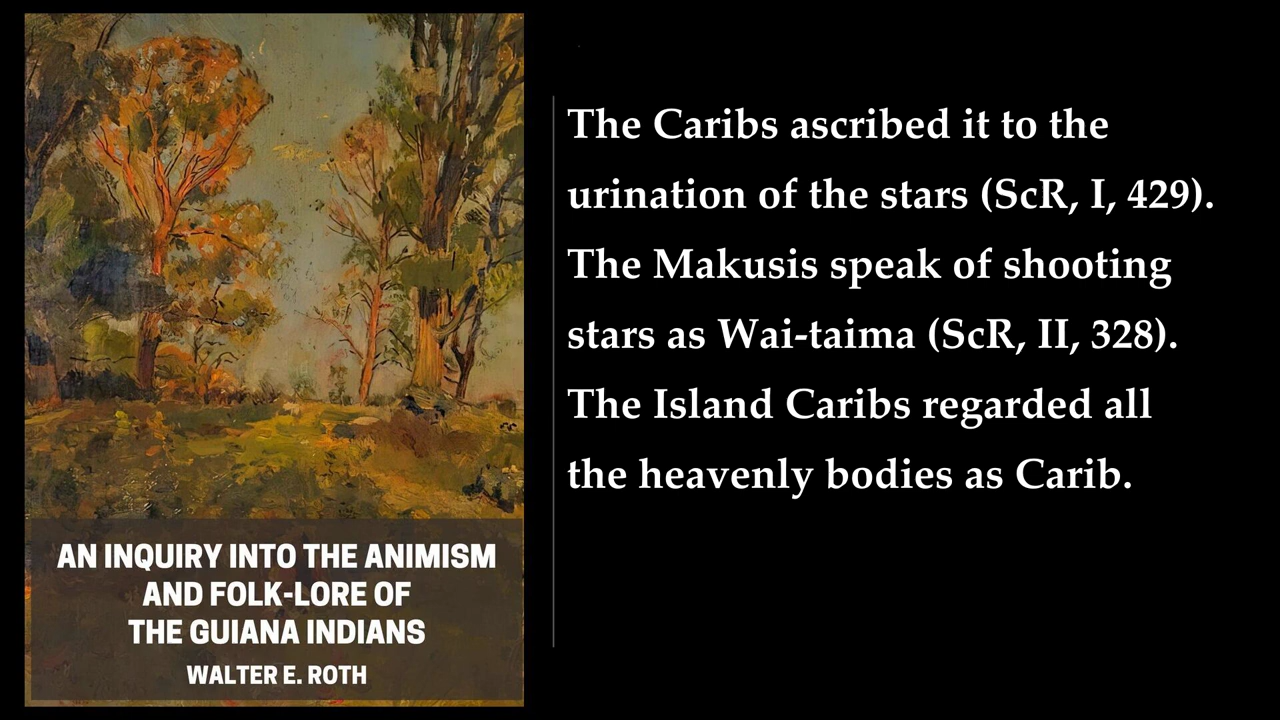 The Caribs ascribed it to the
urination of the stars (ScR, I, 429).
The Makusis speak of shooting
stars as Wai-taima (ScR, II, 328).
The Island Caribs regarded all
the heavenly bodies as Carib.
AN INQUIRY INTO THE ANIMISM
AND FOLK-LORE OF
THE GUIANA INDIANS
WALTER E. ROTH